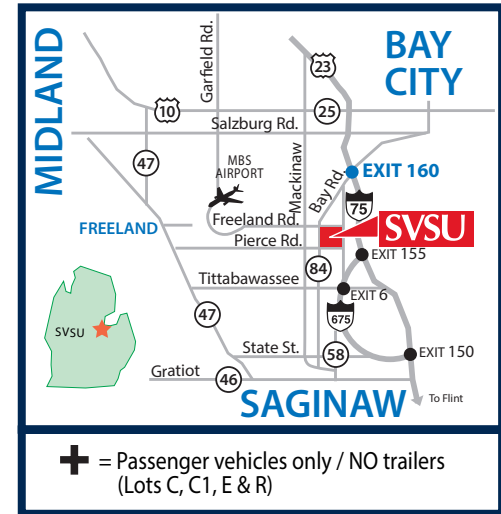 MIDLAND
BAY
CITY
Garfield Rd.
23
10
25
Salzburg Rd.
47
MBS
AIRPORT
Mackinaw
Bay Rd.
EXIT 160
75
FREELAND
Freeland Rd.
SVSU
Pierce Rd.
EXIT 155
84
Tittabawassee
EXIT 6
47
675
SVSU
State St.
58
EXIT 150
Gratiot
46
SAGINAW
To Flint
= Passenger vehicles only / NO trailers
(Lots C, C1, E & R)